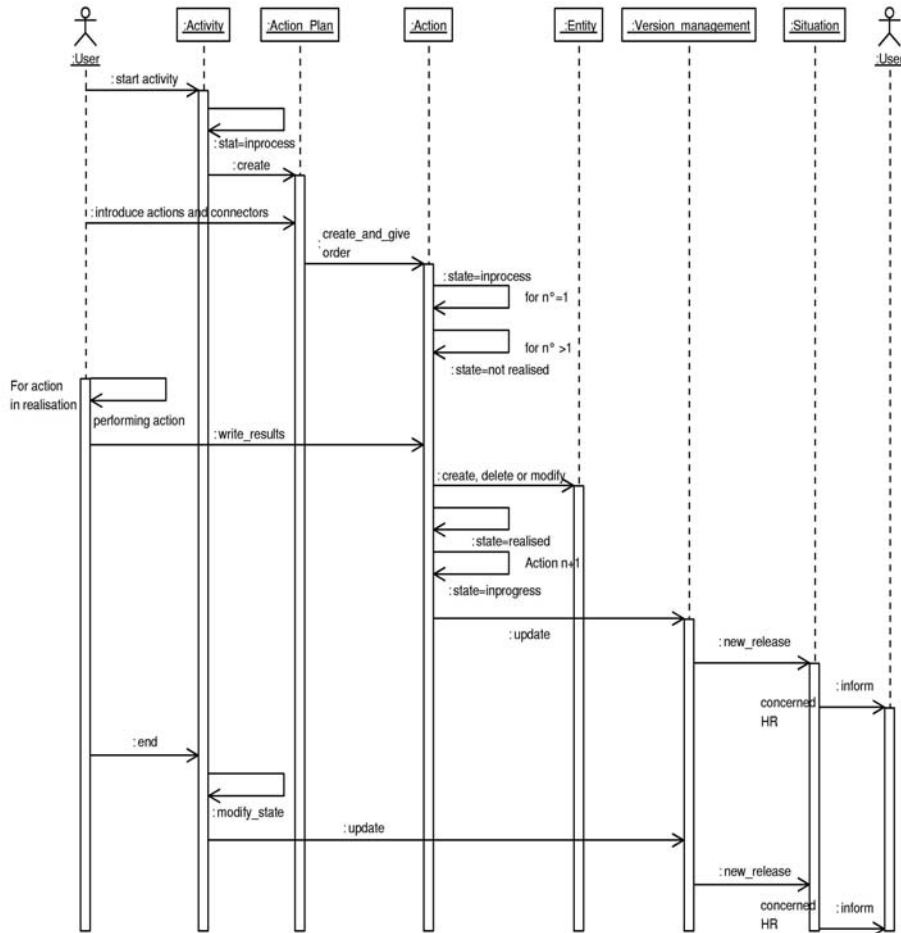 :Activity
:Action_Plan
:Action
:Entity
:Version_management
:Situation
:User
:User
:start activity
:stat=inprocess
:create
:introduce actions and connectors
:create_and_give
order
:state=inprocess
for n°=1
for n° >1
:state=not realised
For action
in realisation
performing action
:write_results
:create, delete or modify
:state=realised
Action n+1
:state=inprogress
:update
:new_release
:inform
concerned
HR
:end
:modify_state
:update
:new_release
concerned
HR
:inform